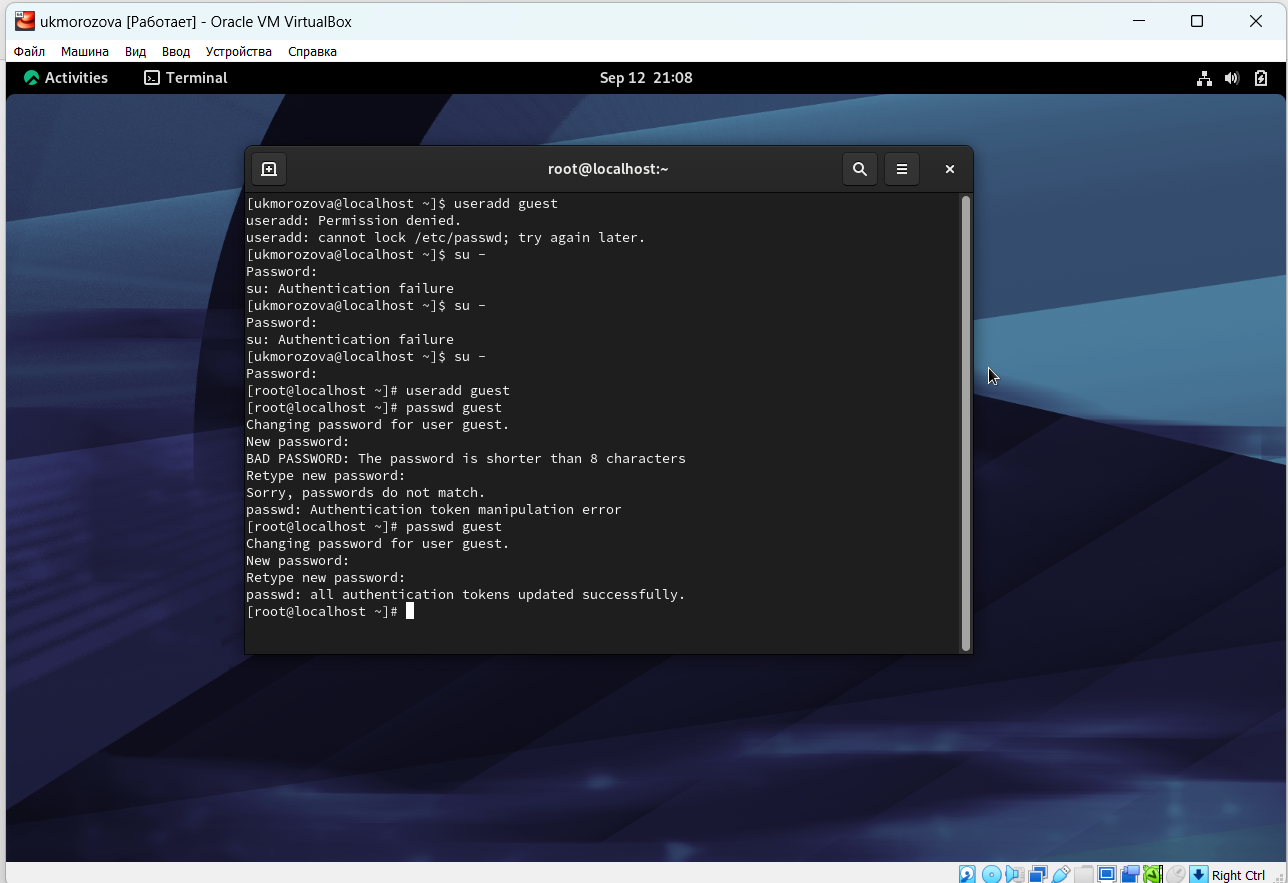 ukmorozova [Работает] - Oracle VM VirtualBox
Файл Машина Вид Ввод Устройства Справка
Activities Terminal Sep 12 21:08
root@localhost:~
[ukmorozova@localhost ~]$ useradd guest
useradd: Permission denied.
useradd: cannot lock /etc/passwd; try again later.
[ukmorozova@localhost ~]$ su -
Password:
su: Authentication failure
[ukmorozova@localhost ~]$ su -
Password:
su: Authentication failure
[ukmorozova@localhost ~]$ su -
Password:
[root@localhost ~]# useradd guest
[root@localhost ~]# passwd guest
Changing password for user guest.
New password:
BAD PASSWORD: The password is shorter than 8 characters
Retype new password:
Sorry, passwords do not match.
passwd: Authentication token manipulation error
[root@localhost ~]# passwd guest
Changing password for user guest.
New password:
Retype new password:
passwd: all authentication tokens updated successfully.
[root@localhost ~]#
Right Ctrl